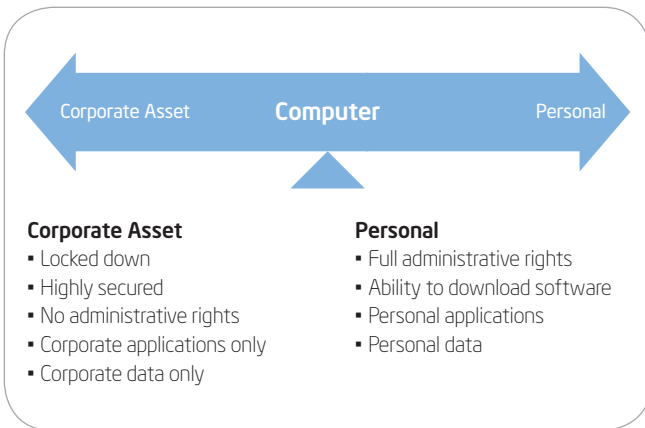 Corporate Asset Computer Personal
Corporate Asset
▪ Locked down
▪ Highly secured
▪ No administrative rights
▪ Corporate applications only
▪ Corporate data only
Personal
▪ Full administrative rights
▪ Ability to download software
▪ Personal applications
▪ Personal data